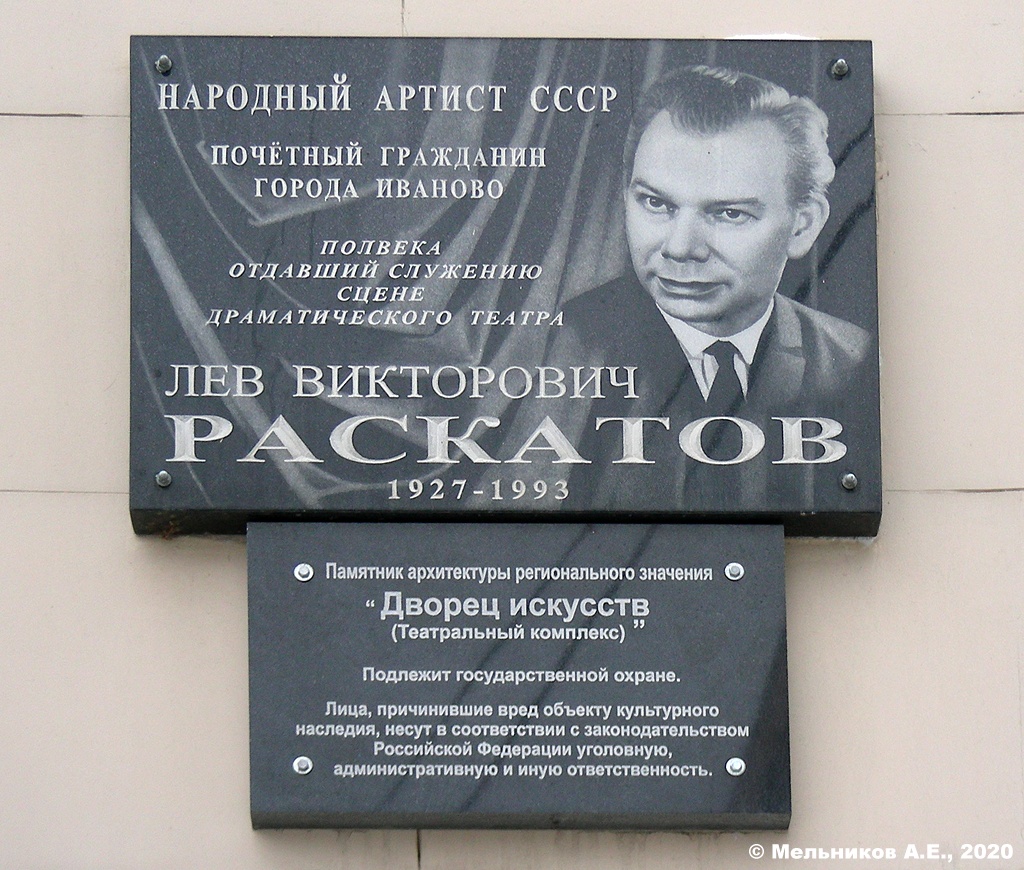 НАРОДНЫЙ АРТИСТ СССР
ПОЧЁТНЫЙ ГРАЖДАНИН
ГОРОДА ИВАНОВО
ПОЛВЕКА
ОТДАВШИЙ СЛУЖЕНИЮ
СЦЕНЕ
ДРАМАТИЧЕСКОГО ТЕАТРА
ЛЕВ ВИКТОРОВИЧ
РАСКАТОВ
1927-1993
Памятник архитектуры регионального значения
“ Дворец искусств
(Театральный комплекс) ”
Подлежит государственной охране.
Лица, причинившие вред объекту культурного
наследия, несут в соответствии с законодательством
Российской Федерации уголовную,
административную и иную ответственность.
© Мельников А.Е., 2020